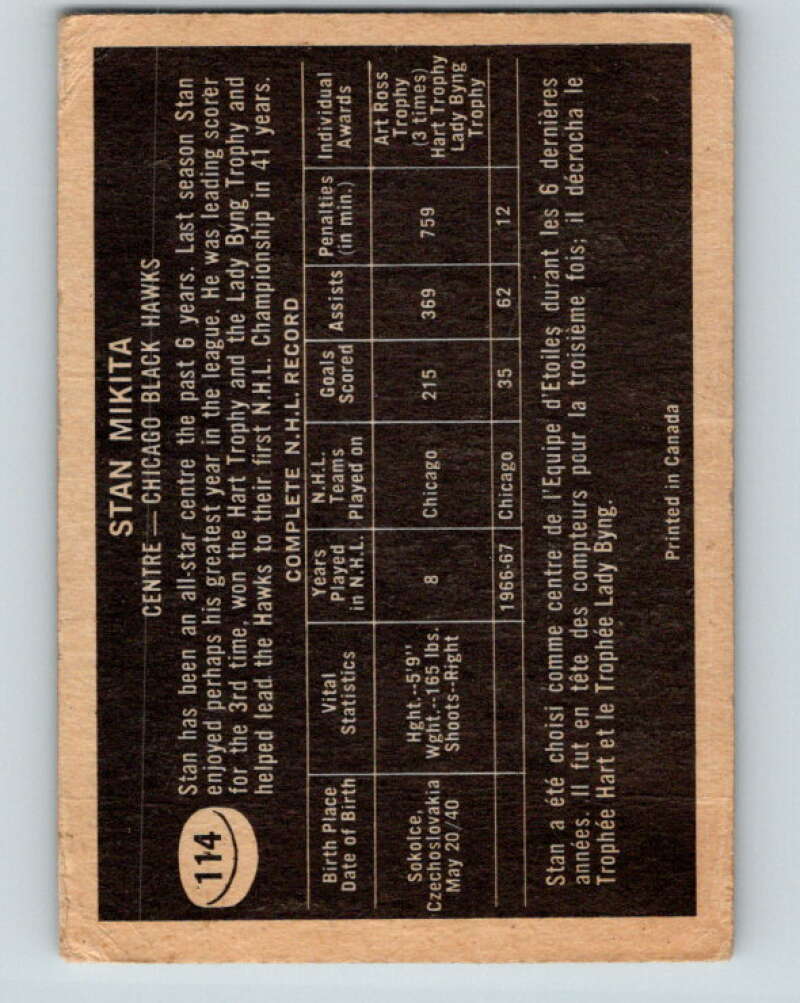 114
STAN MIKITA
CENTRE — CHICAGO BLACK HAWKS
Stan has been an all-star centre the past 6 years. Last season Stan
enjoyed perhaps his greatest year in the league. He was leading scorer
for the 3rd time, won the Hart Trophy and the Lady Byng Trophy and
helped lead the Hawks to their first N.H.L. Championship in 41 years.
COMPLETE N.H.L. RECORD
Birth Place
Date of Birth
Vital
Statistics
Years
Played
in N.H.L.
N.H.L.
Teams
Played on
Goals
Scored
Assists
Penalties
(in min.)
Individual
Awards
Sokolce,
Czechoslovakia
May 20/40
Hght.--5'9"
Wght.--165 lbs.
Shoots--Right
8
Chicago
215
369
759
Art Ross
Trophy
(3 times)
Hart Trophy
Lady Byng
Trophy
1966-67
Chicago
35
62
12
Stan a été choisi comme centre de l'Equipe d'Etoiles durant les 6 dernières
années. Il fut en tête des compteurs pour la troisième fois; il décrocha le
Trophée Hart et le Trophée Lady Byng.
Printed in Canada